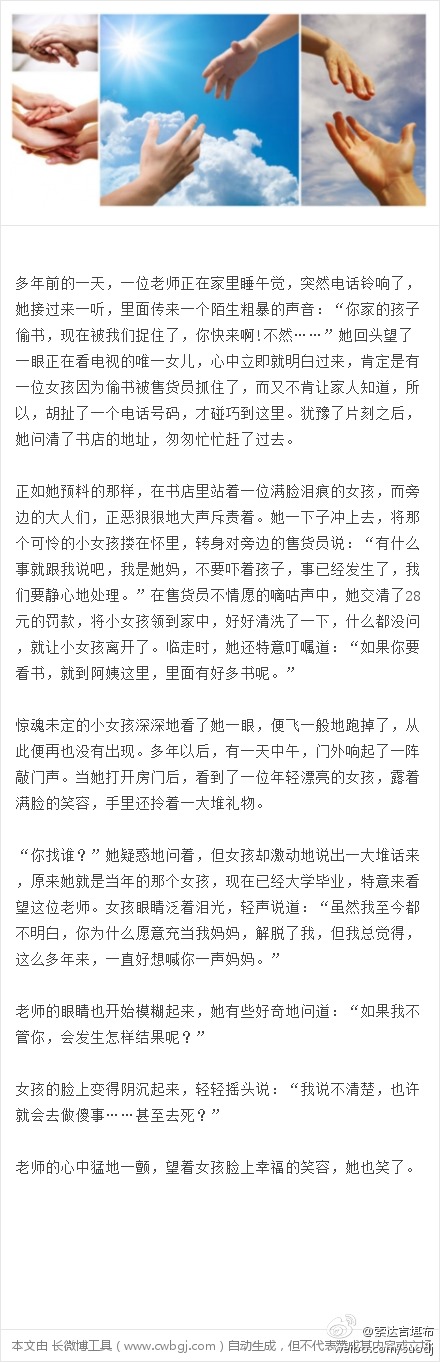 多年前的一天，一位老师正在家里睡午觉，突然电话铃响了，
她接过来一听，里面传来一个陌生粗暴的声音：“你家的孩子
偷书，现在被我们捉住了，你快来啊!不然……”她回头望了
一眼正在看电视的唯一女儿，心中立即就明白过来，肯定是有
一位女孩因为偷书被售货员抓住了，而又不肯让家人知道，所
以，胡扯了一个电话号码，才碰巧到这里。犹豫了片刻之后，
她问清了书店的地址，匆匆忙忙赶了过去。
正如她预料的那样，在书店里站着一位满脸泪痕的女孩，而旁
边的大人们，正恶狠狠地大声斥责着。她一下子冲上去，将那
个可怜的小女孩搂在怀里，转身对旁边的售货员说：“有什么
事就跟我说吧，我是她妈，不要吓着孩子，事已经发生了，我
们要静心地处理。”在售货员不情愿的嘀咕声中，她交清了28
元的罚款，将小女孩领到家中，好好清洗了一下，什么都没问
，就让小女孩离开了。临走时，她还特意叮嘱道：“如果你要
看书，就到阿姨这里，里面有好多书呢。”
惊魂未定的小女孩深深地看了她一眼，便飞一般地跑掉了，从
此便再也没有出现。多年以后，有一天中午，门外响起了一阵
敲门声。当她打开房门后，看到了一位年轻漂亮的女孩，露着
满脸的笑容，手里还拎着一大堆礼物。
“你找谁？”她疑惑地问着，但女孩却激动地说出一大堆话来
，原来她就是当年的那个女孩，现在已经大学毕业，特意来看
望这位老师。女孩眼睛泛着泪光，轻声说道：“虽然我至今都
不明白，你为什么愿意充当我妈妈，解脱了我，但我总觉得，
这么多年来，一直好想喊你一声妈妈。”
老师的眼睛也开始模糊起来，她有些好奇地问道：“如果我不
管你，会发生怎样结果呢？”
女孩的脸上变得阴沉起来，轻轻摇头说：“我说不清楚，也许
就会去做傻事……甚至去死？”
老师的心中猛地一颤，望着女孩脸上幸福的笑容，她也笑了。
@索达吉堪布
本文由 长微博工具（www.cwbgj.com）自动生成，但不代表赞成其内容或立场
weibo.com/suodj